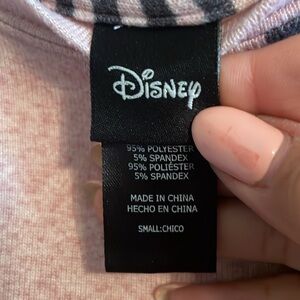 Disney
95% POLYESTER
5% SPANDEX
95% POLIÉSTER
5% SPANDEX
MADE IN CHINA
HECHO EN CHINA
SMALL:CHICO